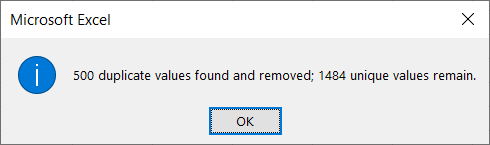 Microsoft Excel
500 duplicate values found and removed; 1484 unique values remain.
OK